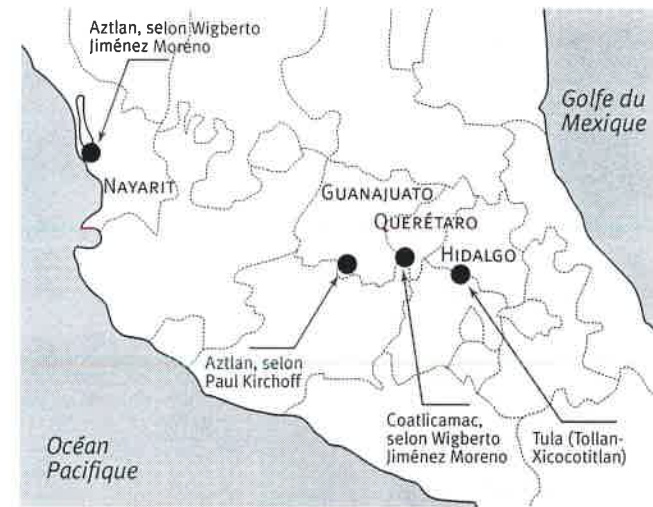 Aztlan, selon Wigberto
Jiménez Moreno
Golfe du
Mexique
NAYARIT
GUANAJUATO
QUERÉTARO
HIDALGO
Aztlan, selon
Paul Kirchoff
Coatlicamac,
selon Wigberto
Jiménez Moreno
Tula (Tollan-
Xicocotitlan)
Océan
Pacifique